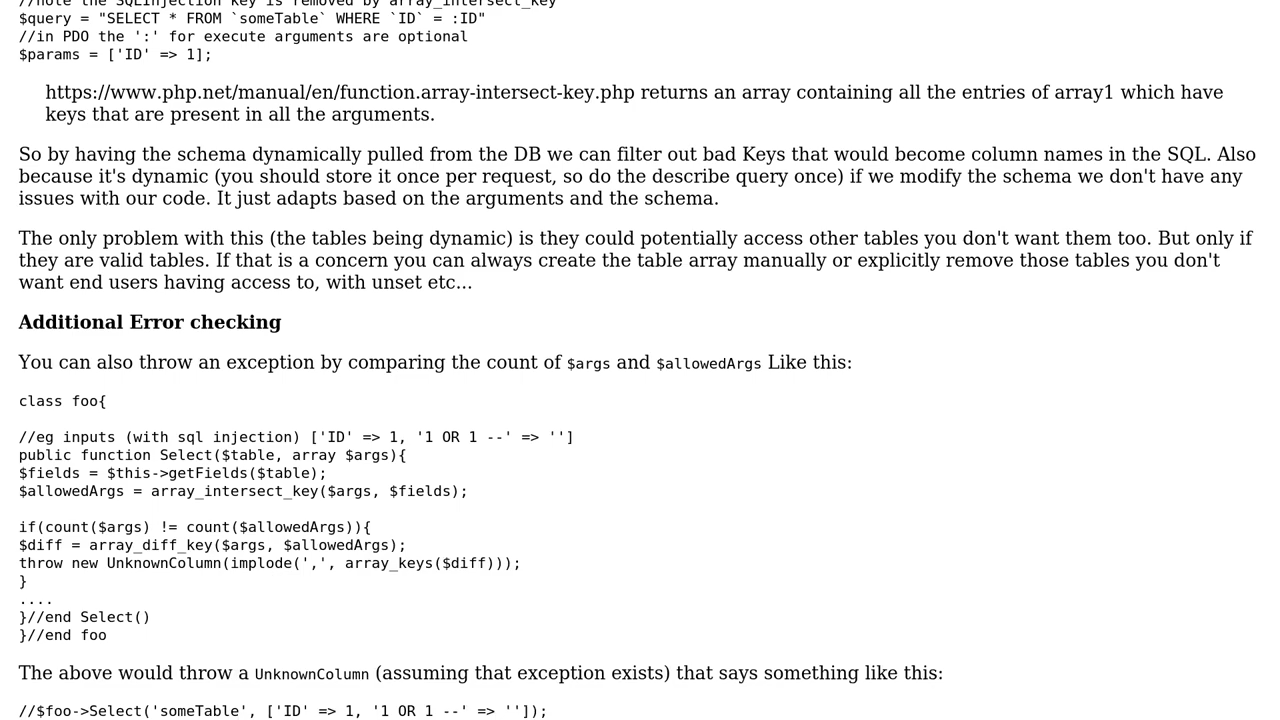 //note the SQLInjection key is removed by array_intersect_key
$query = "SELECT * FROM `someTable` WHERE `ID` = :ID"
//in PDO the ':' for execute arguments are optional
$params = ['ID' => 1];
https://www.php.net/manual/en/function.array-intersect-key.php returns an array containing all the entries of array1 which have
keys that are present in all the arguments.
So by having the schema dynamically pulled from the DB we can filter out bad Keys that would become column names in the SQL. Also
because it's dynamic (you should store it once per request, so do the describe query once) if we modify the schema we don't have any
issues with our code. It just adapts based on the arguments and the schema.
The only problem with this (the tables being dynamic) is they could potentially access other tables you don't want them too. But only if
they are valid tables. If that is a concern you can always create the table array manually or explicitly remove those tables you don't
want end users having access to, with unset etc...
Additional Error checking
You can also throw an exception by comparing the count of $args and $allowedArgs Like this:
class foo{
//eg inputs (with sql injection) ['ID' => 1, '1 OR 1 --' => '']
public function Select($table, array $args){
$fields = $this->getFields($table);
$allowedArgs = array_intersect_key($args, $fields);
if(count($args) != count($allowedArgs)){
$diff = array_diff_key($args, $allowedArgs);
throw new UnknownColumn(implode(',', array_keys($diff)));
}
....
}//end Select()
}//end foo
The above would throw a UnknownColumn (assuming that exception exists) that says something like this:
//$foo->Select('someTable', ['ID' => 1, '1 OR 1 --' => '']);